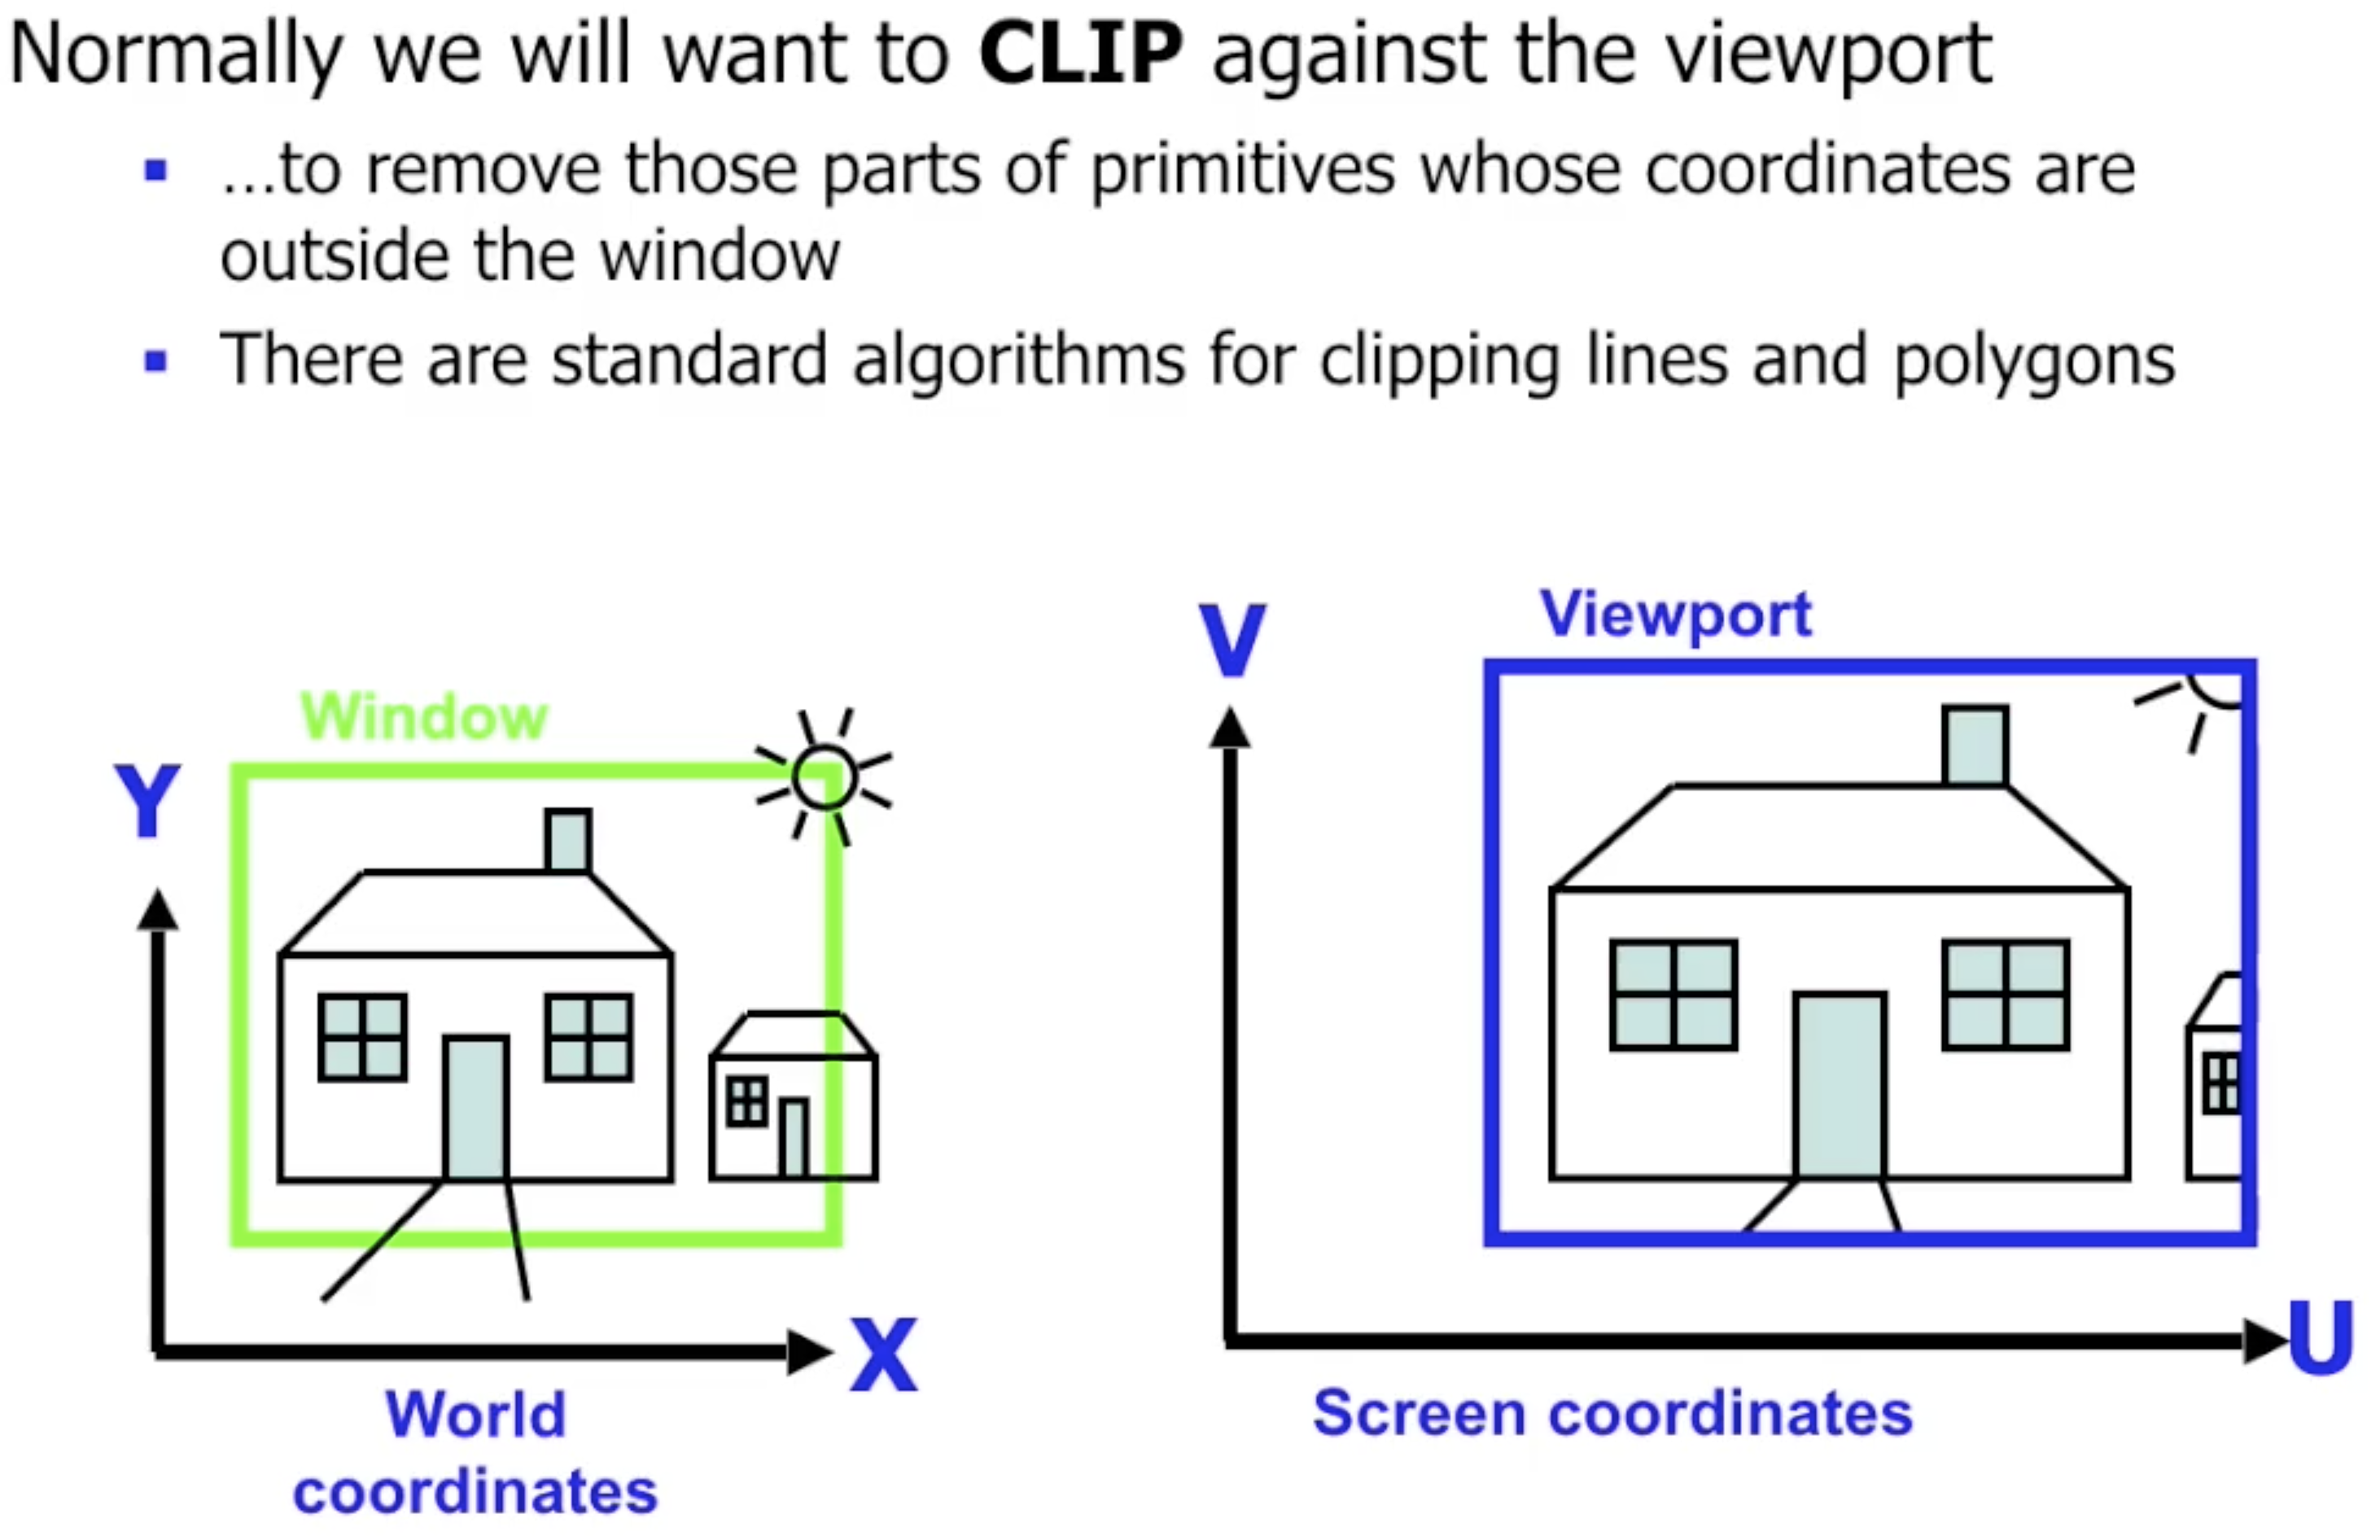 Normally we will want to CLIP against the viewport
▪ ...to remove those parts of primitives whose coordinates are
outside the window
▪ There are standard algorithms for clipping lines and polygons
Window
Y
X
World
coordinates
Viewport
V
U
Screen coordinates